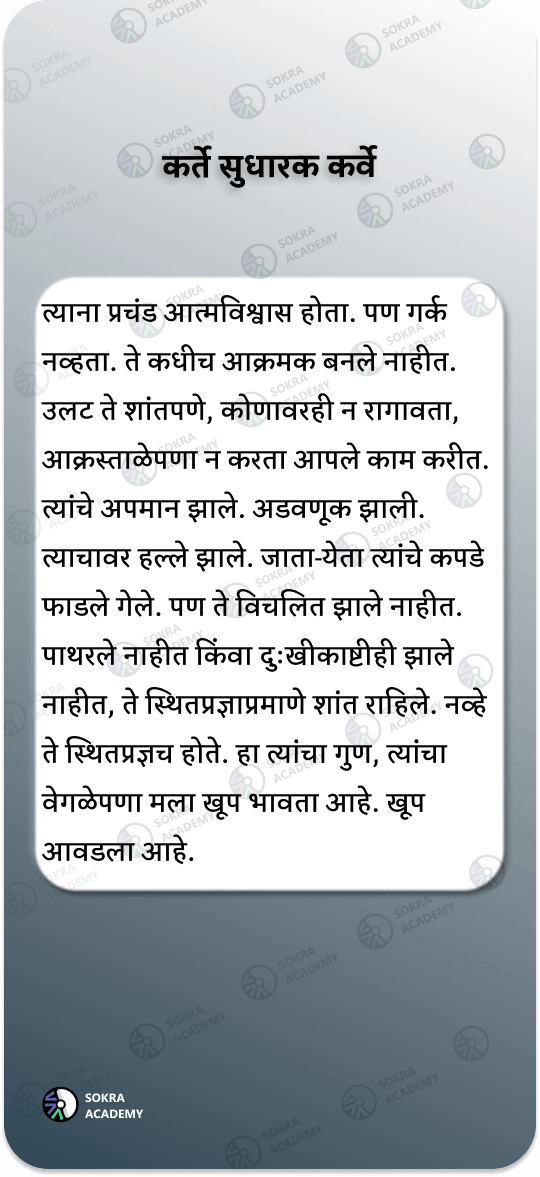 कर्ते सुधारक कर्वे
त्याना प्रचंड आत्मविश्वास होता. पण गर्क
नव्हता. ते कधीच आक्रमक बनले नाहीत.
उलट ते शांतपणे, कोणावरही न रागावता,
आक्रस्ताळेपणा न करता आपले काम करीत.
त्यांचे अपमान झाले. अडवणूक झाली.
त्याचावर हल्ले झाले. जाता-येता त्यांचे कपडे
फाडले गेले. पण ते विचलित झाले नाहीत.
पाथरले नाहीत किंवा दुःखीकाष्टीही झाले
नाहीत, ते स्थितप्रज्ञाप्रमाणे शांत राहिले. नव्हे
ते स्थितप्रज्ञच होते. हा त्यांचा गुण, त्यांचा
वेगळेपणा मला खूप भावता आहे. खूप
आवडला आहे.
SOKRA
ACADEMY